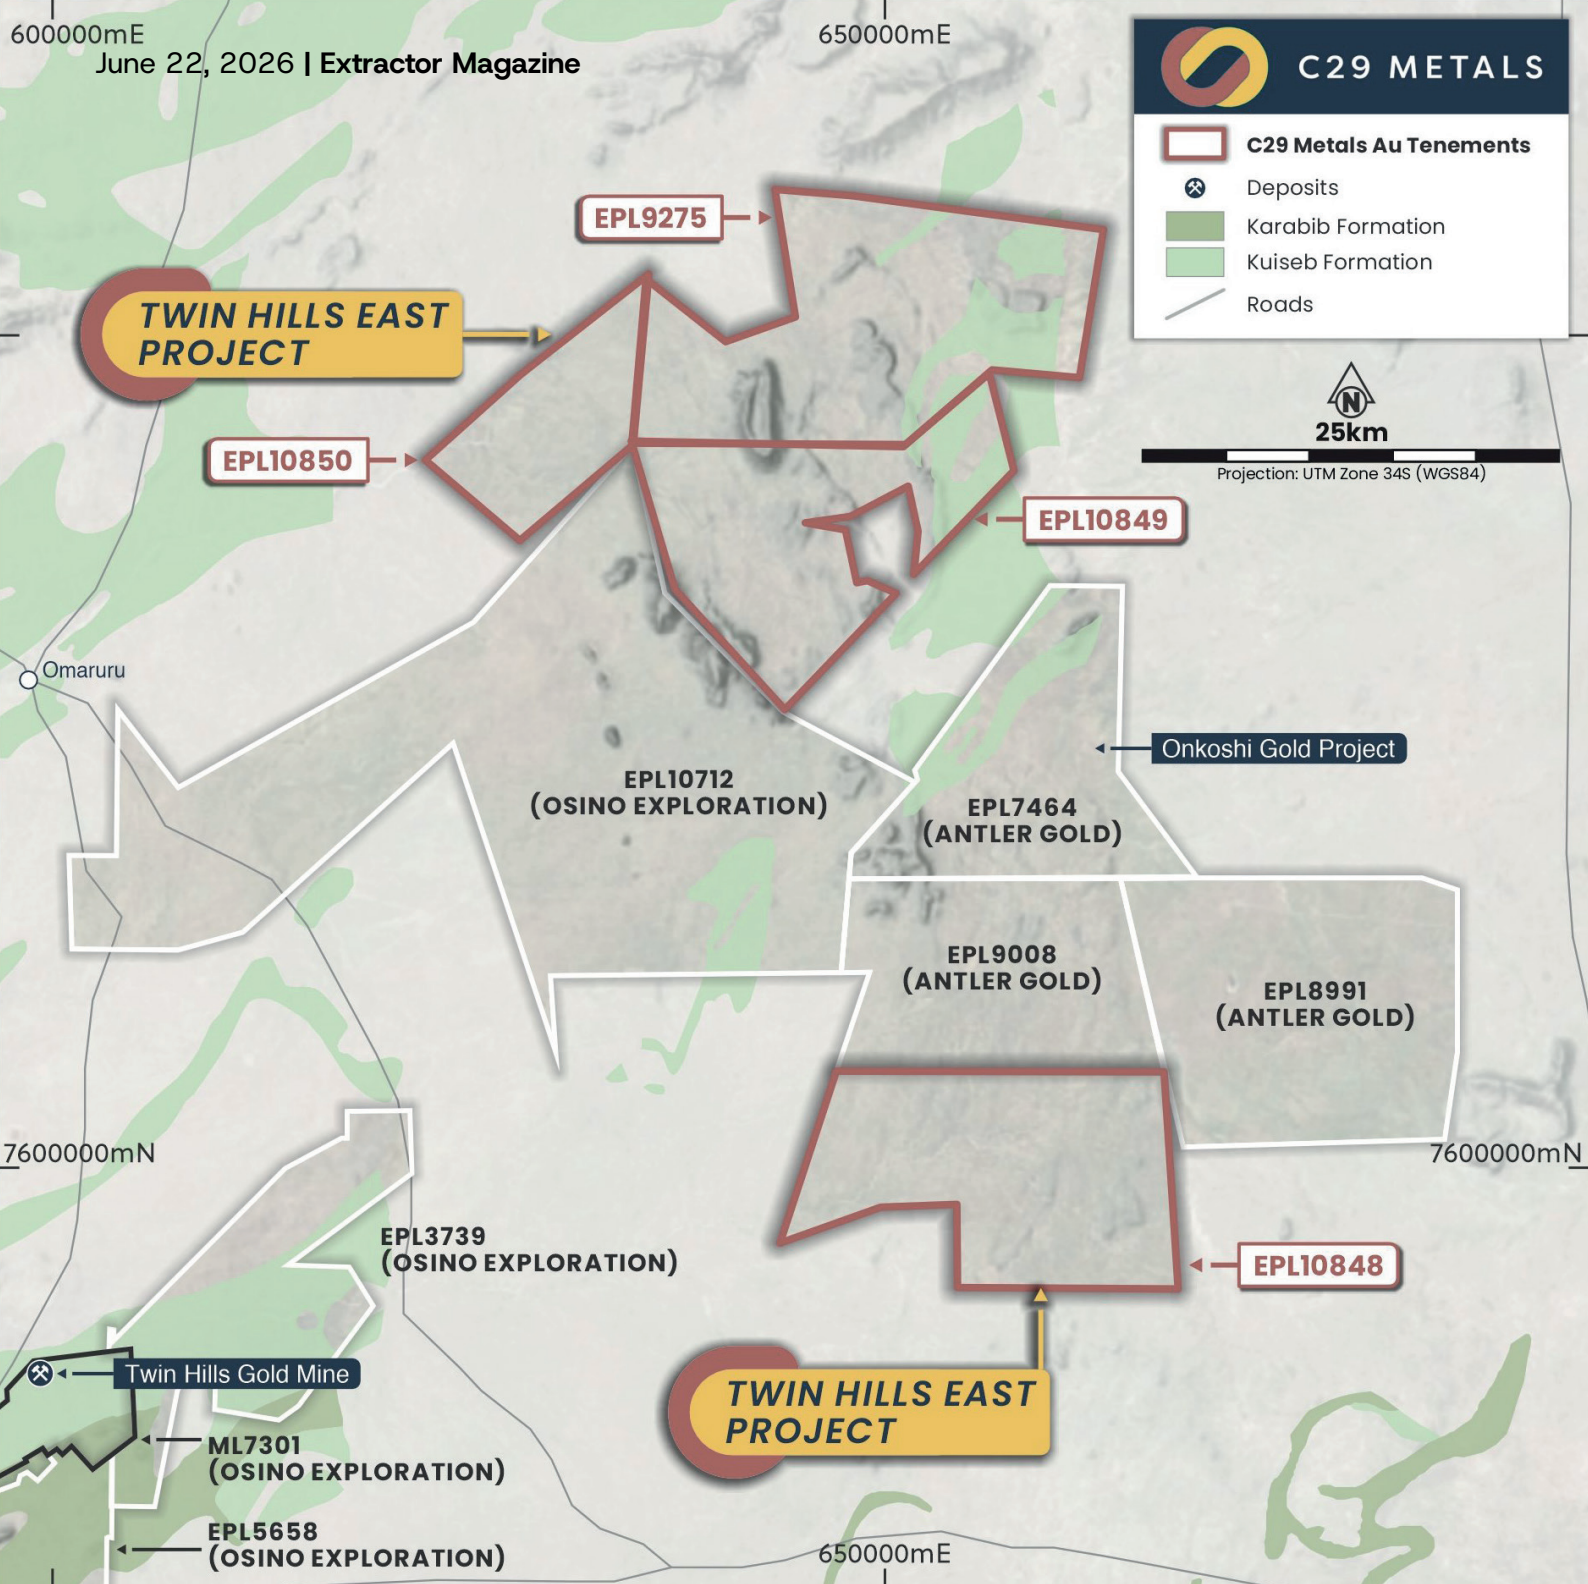 600000mE
650000mE
June 22, 2026 | Extractor Magazine
C29 METALS
C29 Metals Au Tenements
Deposits
Karabib Formation
Kuiseb Formation
Roads
N
25km
Projection: UTM Zone 34S (WGS84)
EPL9275
TWIN HILLS EAST
PROJECT
EPL10850
EPL10849
Omaruru
Onkoshi Gold Project
EPL10712
(OSINO EXPLORATION)
EPL7464
(ANTLER GOLD)
EPL9008
(ANTLER GOLD)
EPL8991
(ANTLER GOLD)
7600000mN
7600000mN
EPL3739
(OSINO EXPLORATION)
EPL10848
Twin Hills Gold Mine
TWIN HILLS EAST
PROJECT
ML7301
(OSINO EXPLORATION)
EPL5658
(OSINO EXPLORATION)
650000mE